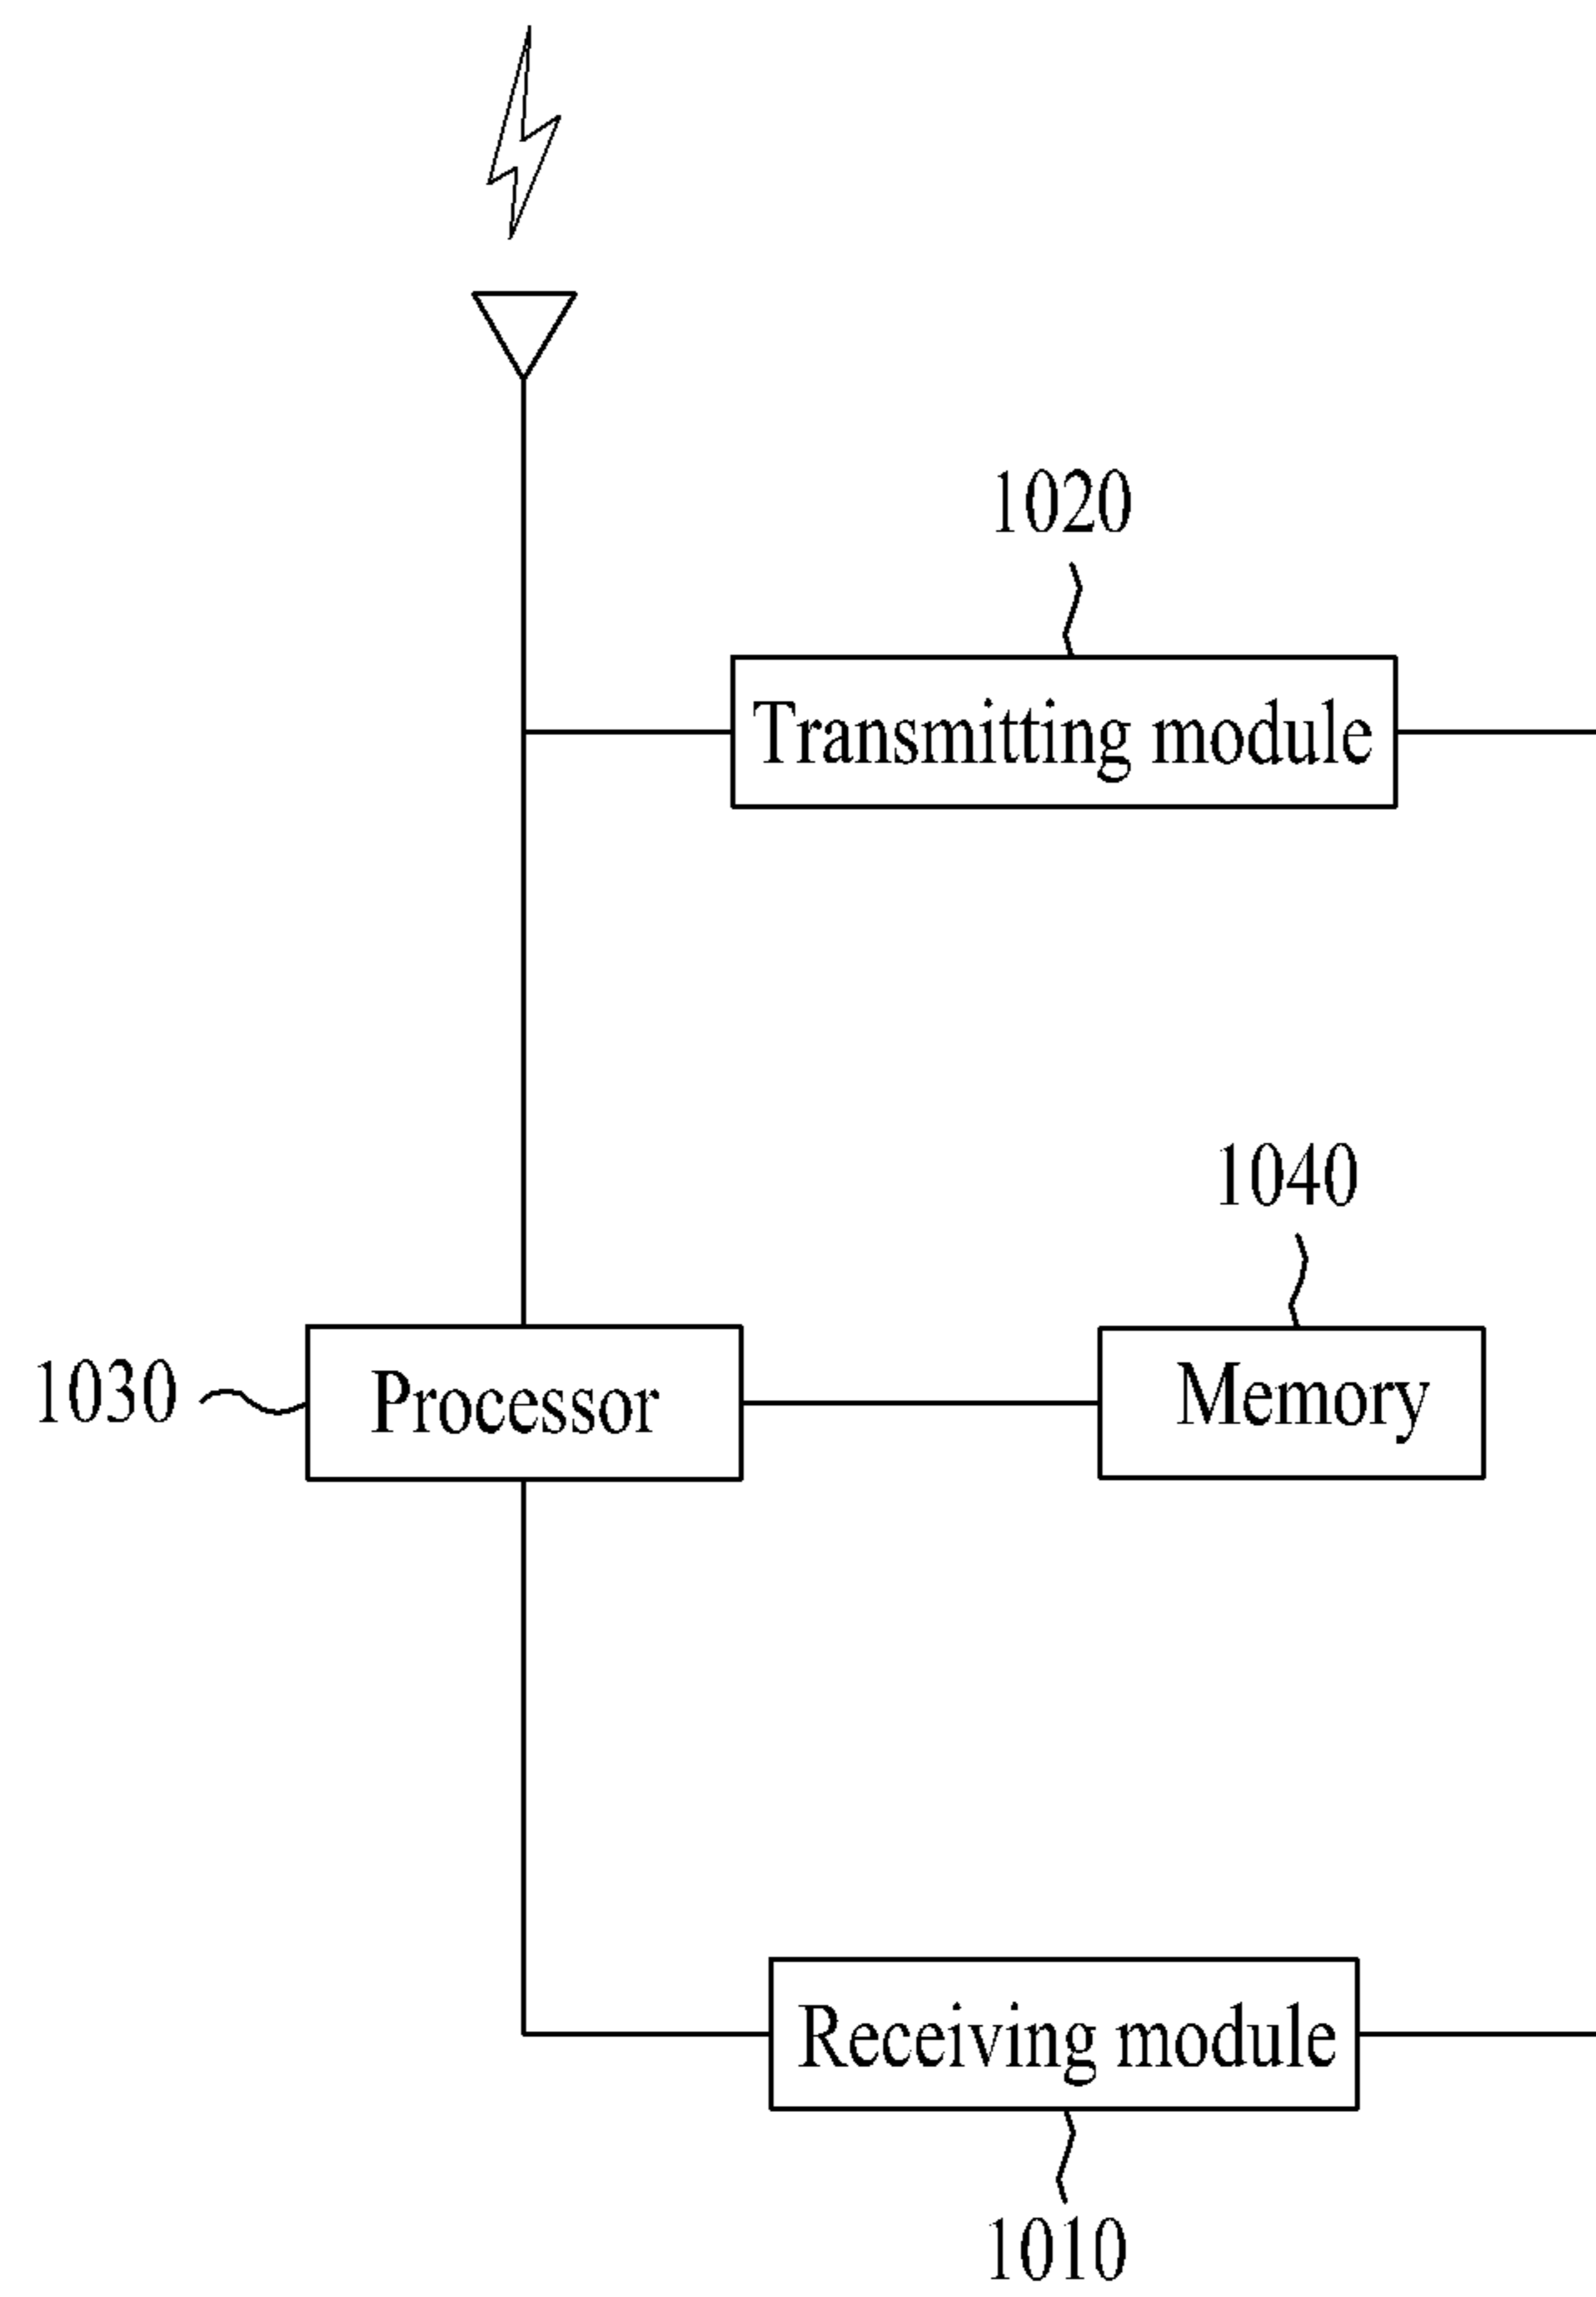 1020
Transmitting module
1040
Memory
1030
Processor
Receiving module
1010